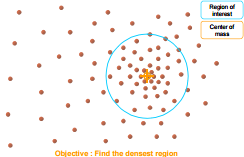 Region of
interest
Center of
mass
Objective : Find the densest region